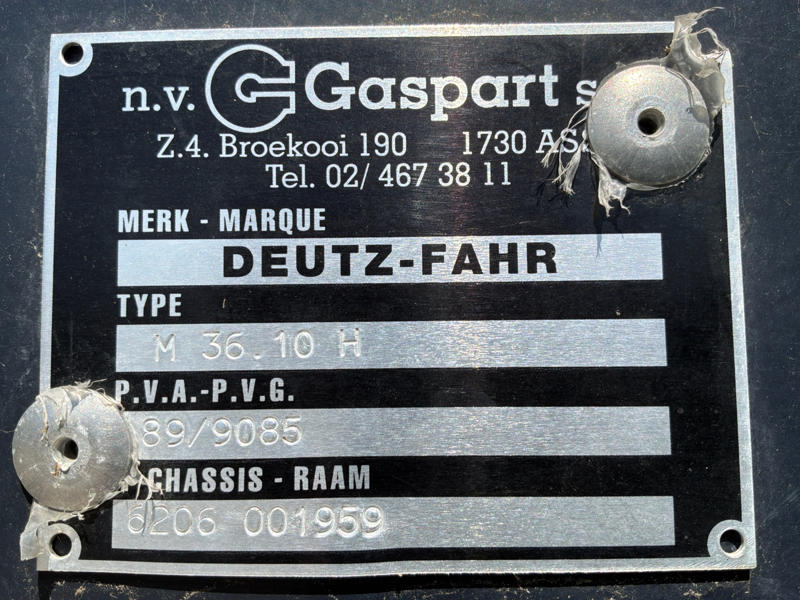 n.v. Gaspart
Z.4. Broekooi 190 1730
Tel. 02/ 467 38 11
MERK - MARQUE
DEUTZ-FAHR
TYPE
M 36.10 H
P.V.A.-P.V.G.
89/9085
CHASSIS - RAAM
6206 001959